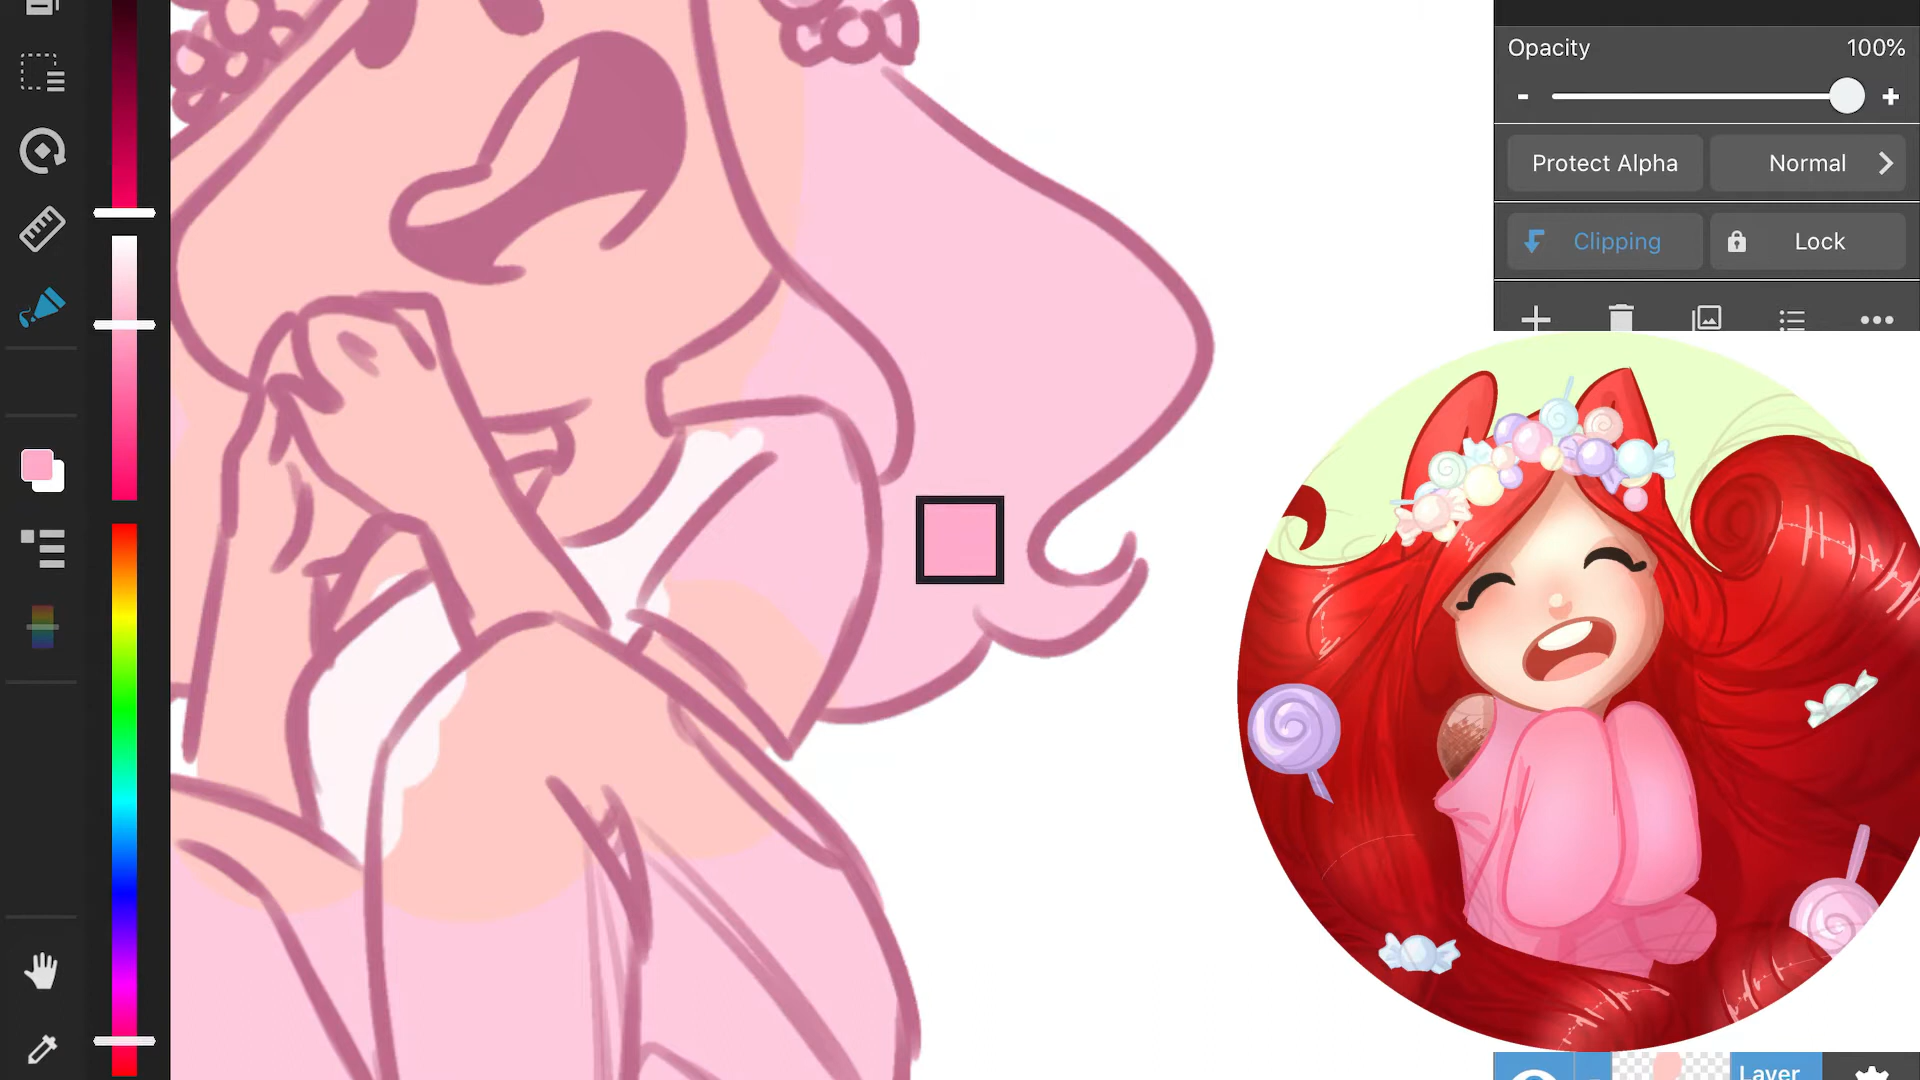 Opacity 100%
- +
Protect Alpha Normal
Clipping Lock
Layer